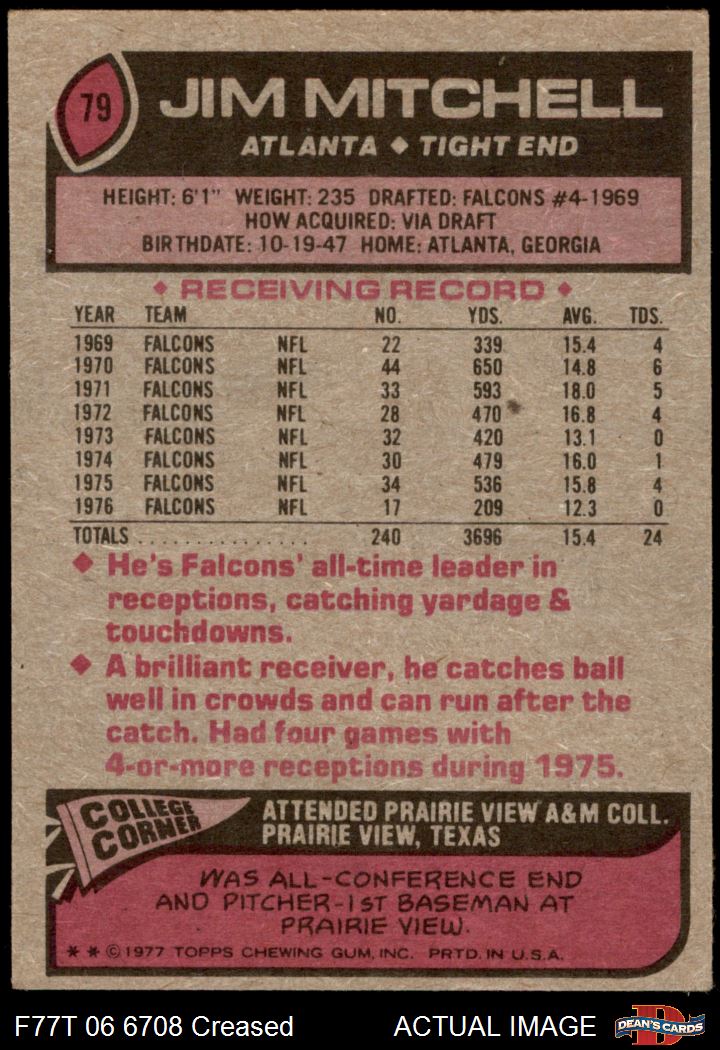 79
JIM MITCHELL
ATLANTA ◆ TIGHT END
HEIGHT: 6'1" WEIGHT: 235 DRAFTED: FALCONS #4-1969
HOW ACQUIRED: VIA DRAFT
BIRTHDATE: 10-19-47 HOME: ATLANTA, GEORGIA
◆ RECEIVING RECORD ◆
YEAR TEAM NO. YDS. AVG. TDS.
1969 FALCONS NFL 22 339 15.4 4
1970 FALCONS NFL 44 650 14.8 6
1971 FALCONS NFL 33 593 18.0 5
1972 FALCONS NFL 28 470 16.8 4
1973 FALCONS NFL 32 420 13.1 0
1974 FALCONS NFL 30 479 16.0 1
1975 FALCONS NFL 34 536 15.8 4
1976 FALCONS NFL 17 209 12.3 0
TOTALS . . . . . . . . . . . . . . . 240 3696 15.4 24
◆ He's Falcons' all-time leader in
receptions, catching yardage &
touchdowns.
◆ A brilliant receiver, he catches ball
well in crowds and can run after the
catch. Had four games with
4-or-more receptions during 1975.
COLLEGE
CORNER
ATTENDED PRAIRIE VIEW A&M COLL.
PRAIRIE VIEW, TEXAS
WAS ALL-CONFERENCE END
AND PITCHER-1ST BASEMAN AT
PRAIRIE VIEW.
* * © 1977 TOPPS CHEWING GUM, INC. PRTD. IN U.S.A.
F77T 06 6708 Creased ACTUAL IMAGE
D
DEAN'S CARDS